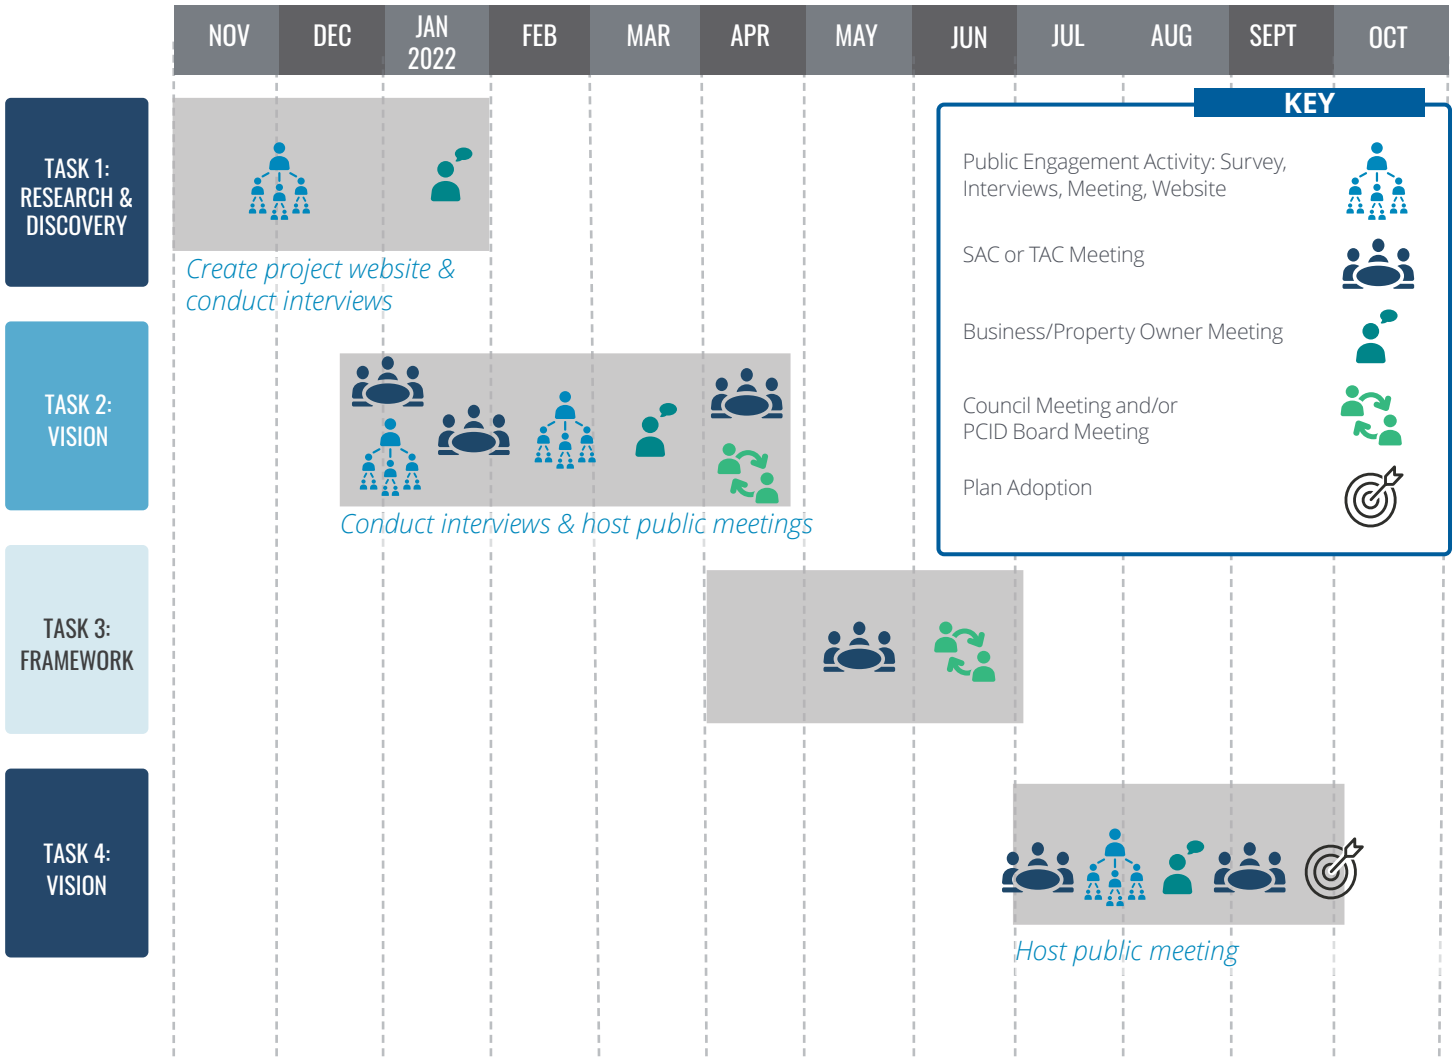 NOV
DEC
JAN
2022
FEB
MAR
APR
MAY
JUN
JUL
AUG
SEPT
OCT
KEY
Public Engagement Activity: Survey,
Interviews, Meeting, Website
SAC or TAC Meeting
Business/Property Owner Meeting
Council Meeting and/or
PCID Board Meeting
Plan Adoption
TASK 1:
RESEARCH &
DISCOVERY
Create project website &
conduct interviews
TASK 2:
VISION
Conduct interviews & host public meetings
TASK 3:
FRAMEWORK
TASK 4:
VISION
Host public meeting